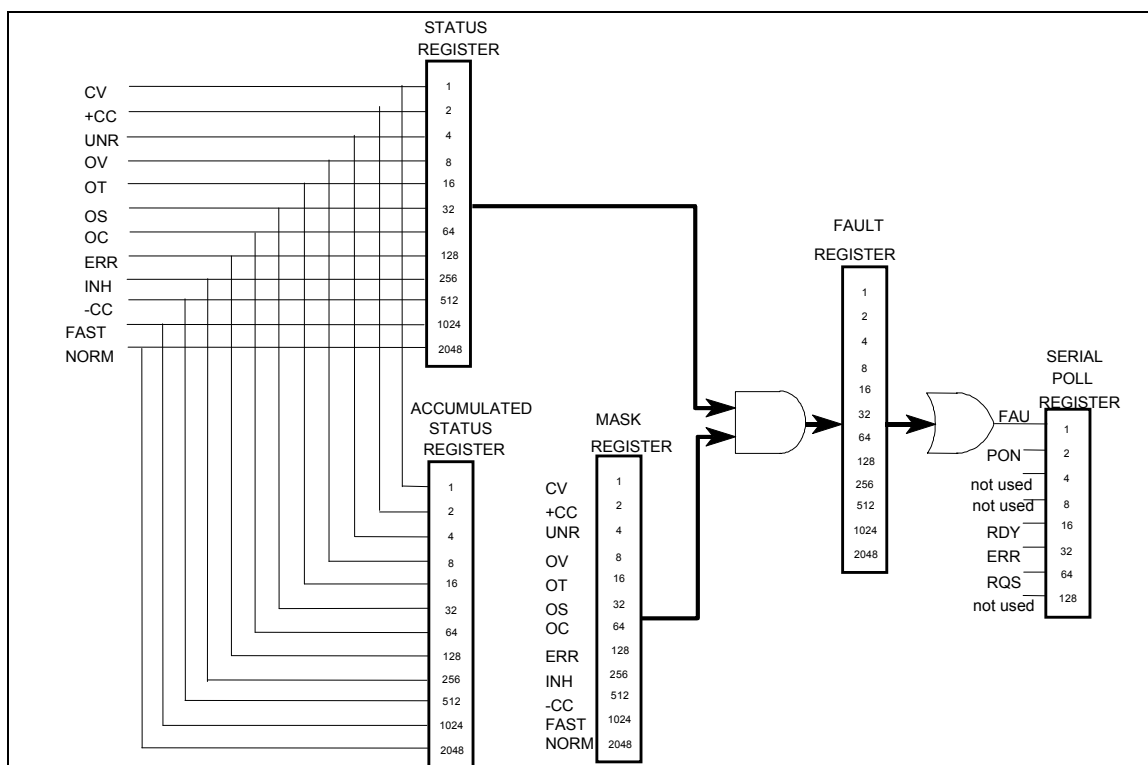 STATUS
REGISTER
CV
+CC
UNR
OV
OT
OS
OC
ERR
INH
-CC
FAST
NORM
1
2
4
8
16
32
64
128
256
512
1024
2048
ACCUMULATED
STATUS
REGISTER
1
2
4
8
16
32
64
128
256
512
1024
2048
MASK
REGISTER
CV
+CC
UNR
OV
OT
OS
OC
ERR
INH
-CC
FAST
NORM
1
2
4
8
16
32
64
128
256
512
1024
2048
FAULT
REGISTER
1
2
4
8
16
32
64
128
256
512
1024
2048
SERIAL
POLL
REGISTER
FAU
PON
not used
not used
RDY
ERR
RQS
not used
1
2
4
8
16
32
64
128